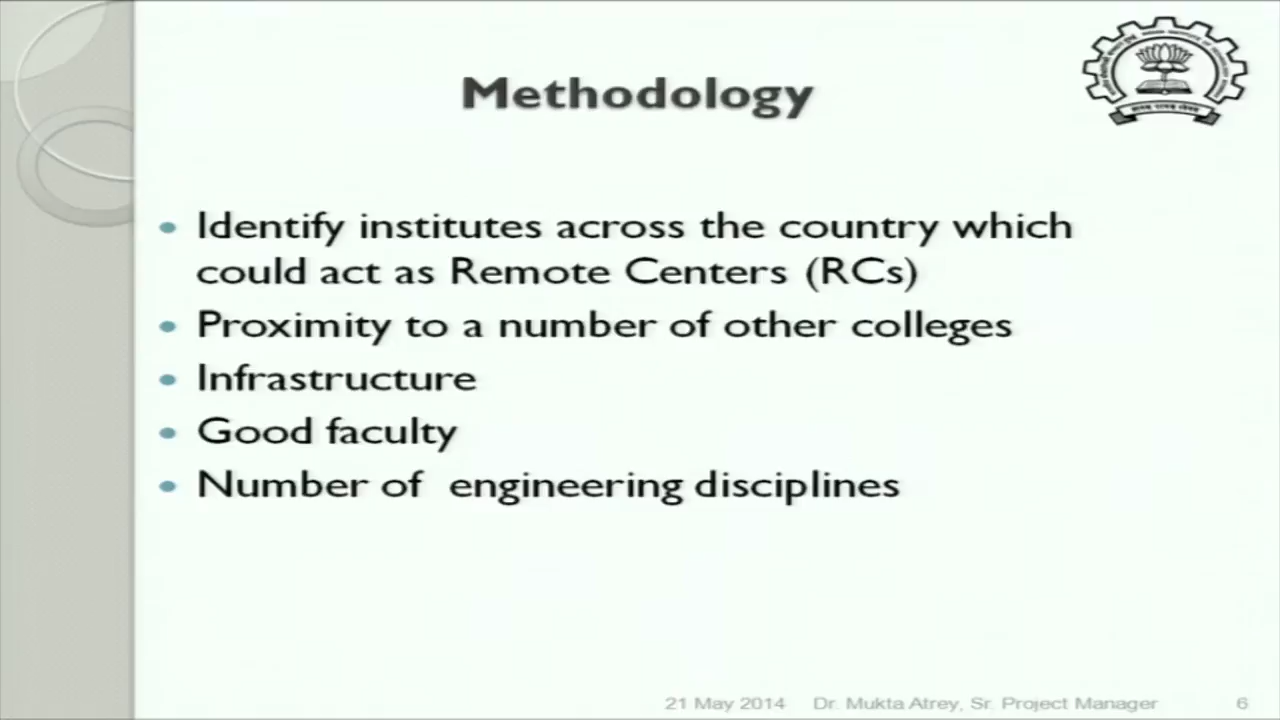 Methodology
• Identify institutes across the country which
could act as Remote Centers (RCs)
• Proximity to a number of other colleges
• Infrastructure
• Good faculty
• Number of  engineering disciplines
21 May 2014 Dr. Mukta Atrey, Sr. Project Manager 6